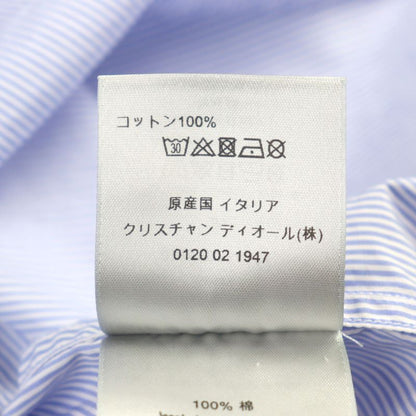 コットン100%
30
原産国 イタリア
クリスチャン ディオール(株)
0120 02 1947
100% 棉